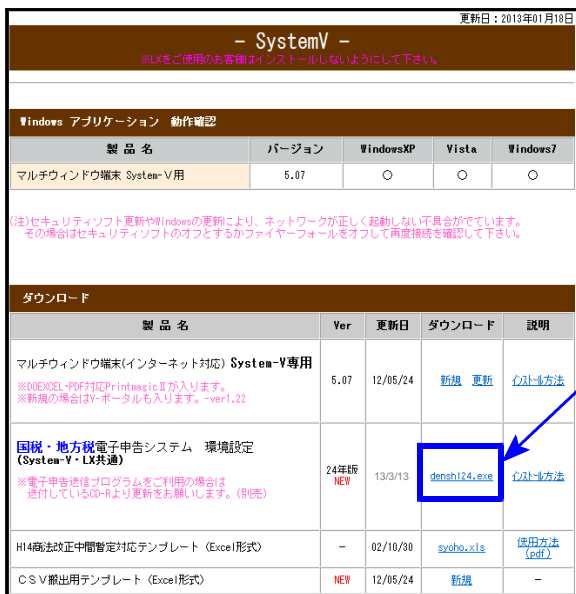 更新日：2013年01月18日
– SystemV –
※LXをご使用のお客様はインストールしないようにして下さい。
Windows アプリケーション 動作確認
製 品 名 バージョン WindowsXP Vista Windows7
マルチウィンドウ端末 System-V用 5.07 ○ ○ ○
(注)セキュリティソフト更新やWindowsの更新により、ネットワークが正しく起動しない不具合がでています。
その場合はセキュリティソフトのオフとするかファイヤーフォールをオフして再度接続を確認して下さい。
ダウンロード
製 品 名 Ver 更新日 ダウンロード 説明
マルチウィンドウ端末(インターネット対応) System-V専用
※DOEXCEL・PDF対応PrintmagicⅡが入ります。
※新規の場合はV-ポータルも入ります。-ver1.22
5.07 12/05/24 新規 更新 インストール方法
国税・地方税電子申告システム 環境設定
(System-V・LX共通)
※電子申告送信プログラムをご利用の場合は
送付しているCD-Rより更新をお願いします。(別売)
24年版
NEW
13/3/13 denshi24.exe インストール方法
H14商法改正中間暫定対応テンプレート (Excel形式) – 02/10/30 syoho.xls 使用方法
(pdf)
ＣＳＶ搬出用テンプレート (Excel形式) NEW 12/05/24 新規 –